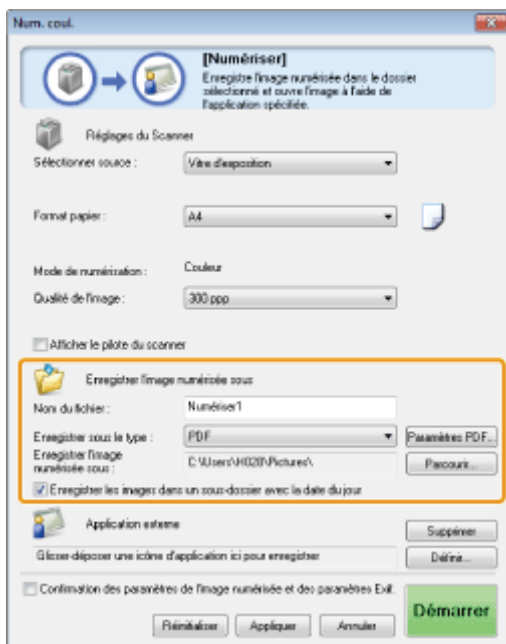 Num. coul.
[Numériser]
Enregistre l'image numérisée dans le dossier
sélectionné et ouvre l'image à l'aide de
l'application spécifiée.
Réglages du Scanner
Sélectionner source : Vitre d'exposition
Format papier : A4
Mode de numérisation : Couleur
Qualité de l'image : 300 ppp
Afficher le pilote du scanner
Enregistrer l'image numérisée sous
Nom du fichier : Numériser1
Enregistrer sous le type : PDF Paramètres PDF...
Enregistrer l'image
numérisée sous : C:\Users\H028\Pictures\ Parcourir...
Enregistrer les images dans un sous-dossier avec la date du jour
Application externe Supprimer
Glisser-déposer une icône d'application ici pour enregistrer Définir...
Confirmation des paramètres de l'image numérisée et des paramètres Exif.
Démarrer
Réinitialiser Appliquer Annuler